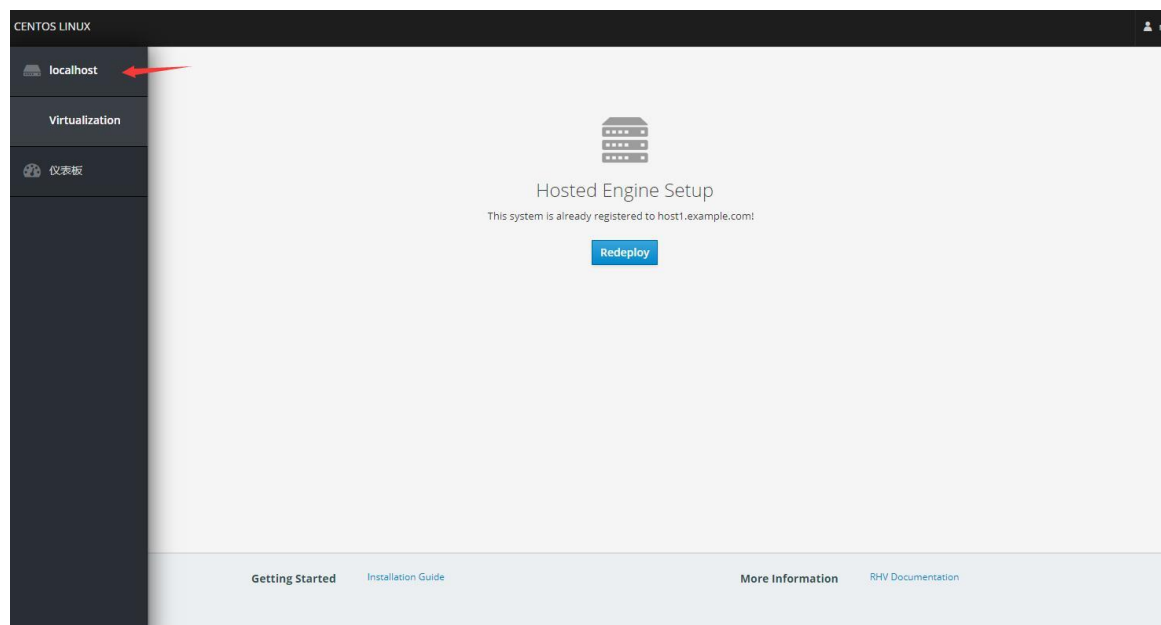 CENTOS LINUX
localhost
Virtualization
仪表板
Hosted Engine Setup
This system is already registered to host1.example.com!
Redeploy
Getting Started
Installation Guide
More Information
RHV Documentation